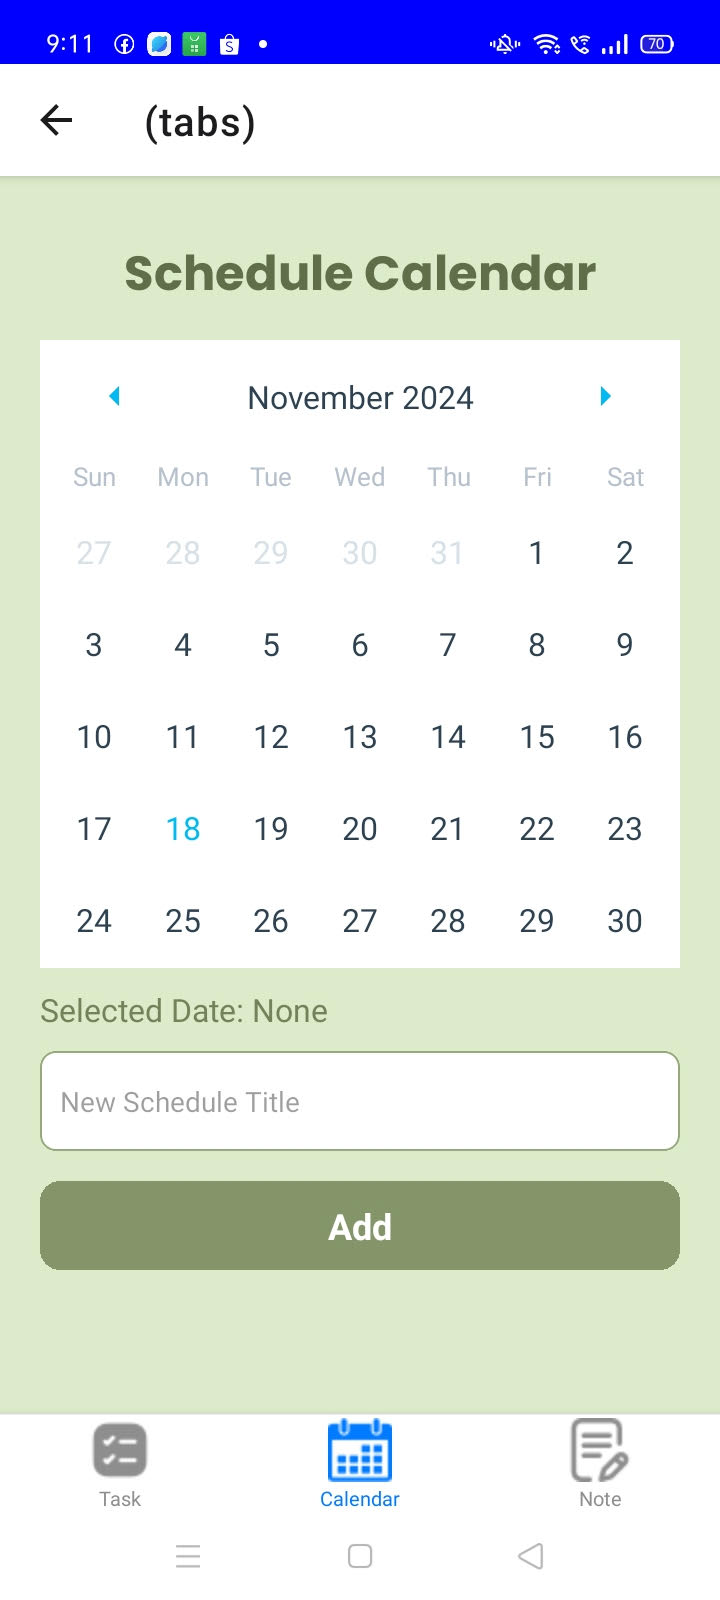 9:11 70
(tabs)
Schedule Calendar
November 2024
Sun Mon Tue Wed Thu Fri Sat
27 28 29 30 31 1 2
3 4 5 6 7 8 9
10 11 12 13 14 15 16
17 18 19 20 21 22 23
24 25 26 27 28 29 30
Selected Date: None
New Schedule Title
Add
Task Calendar Note